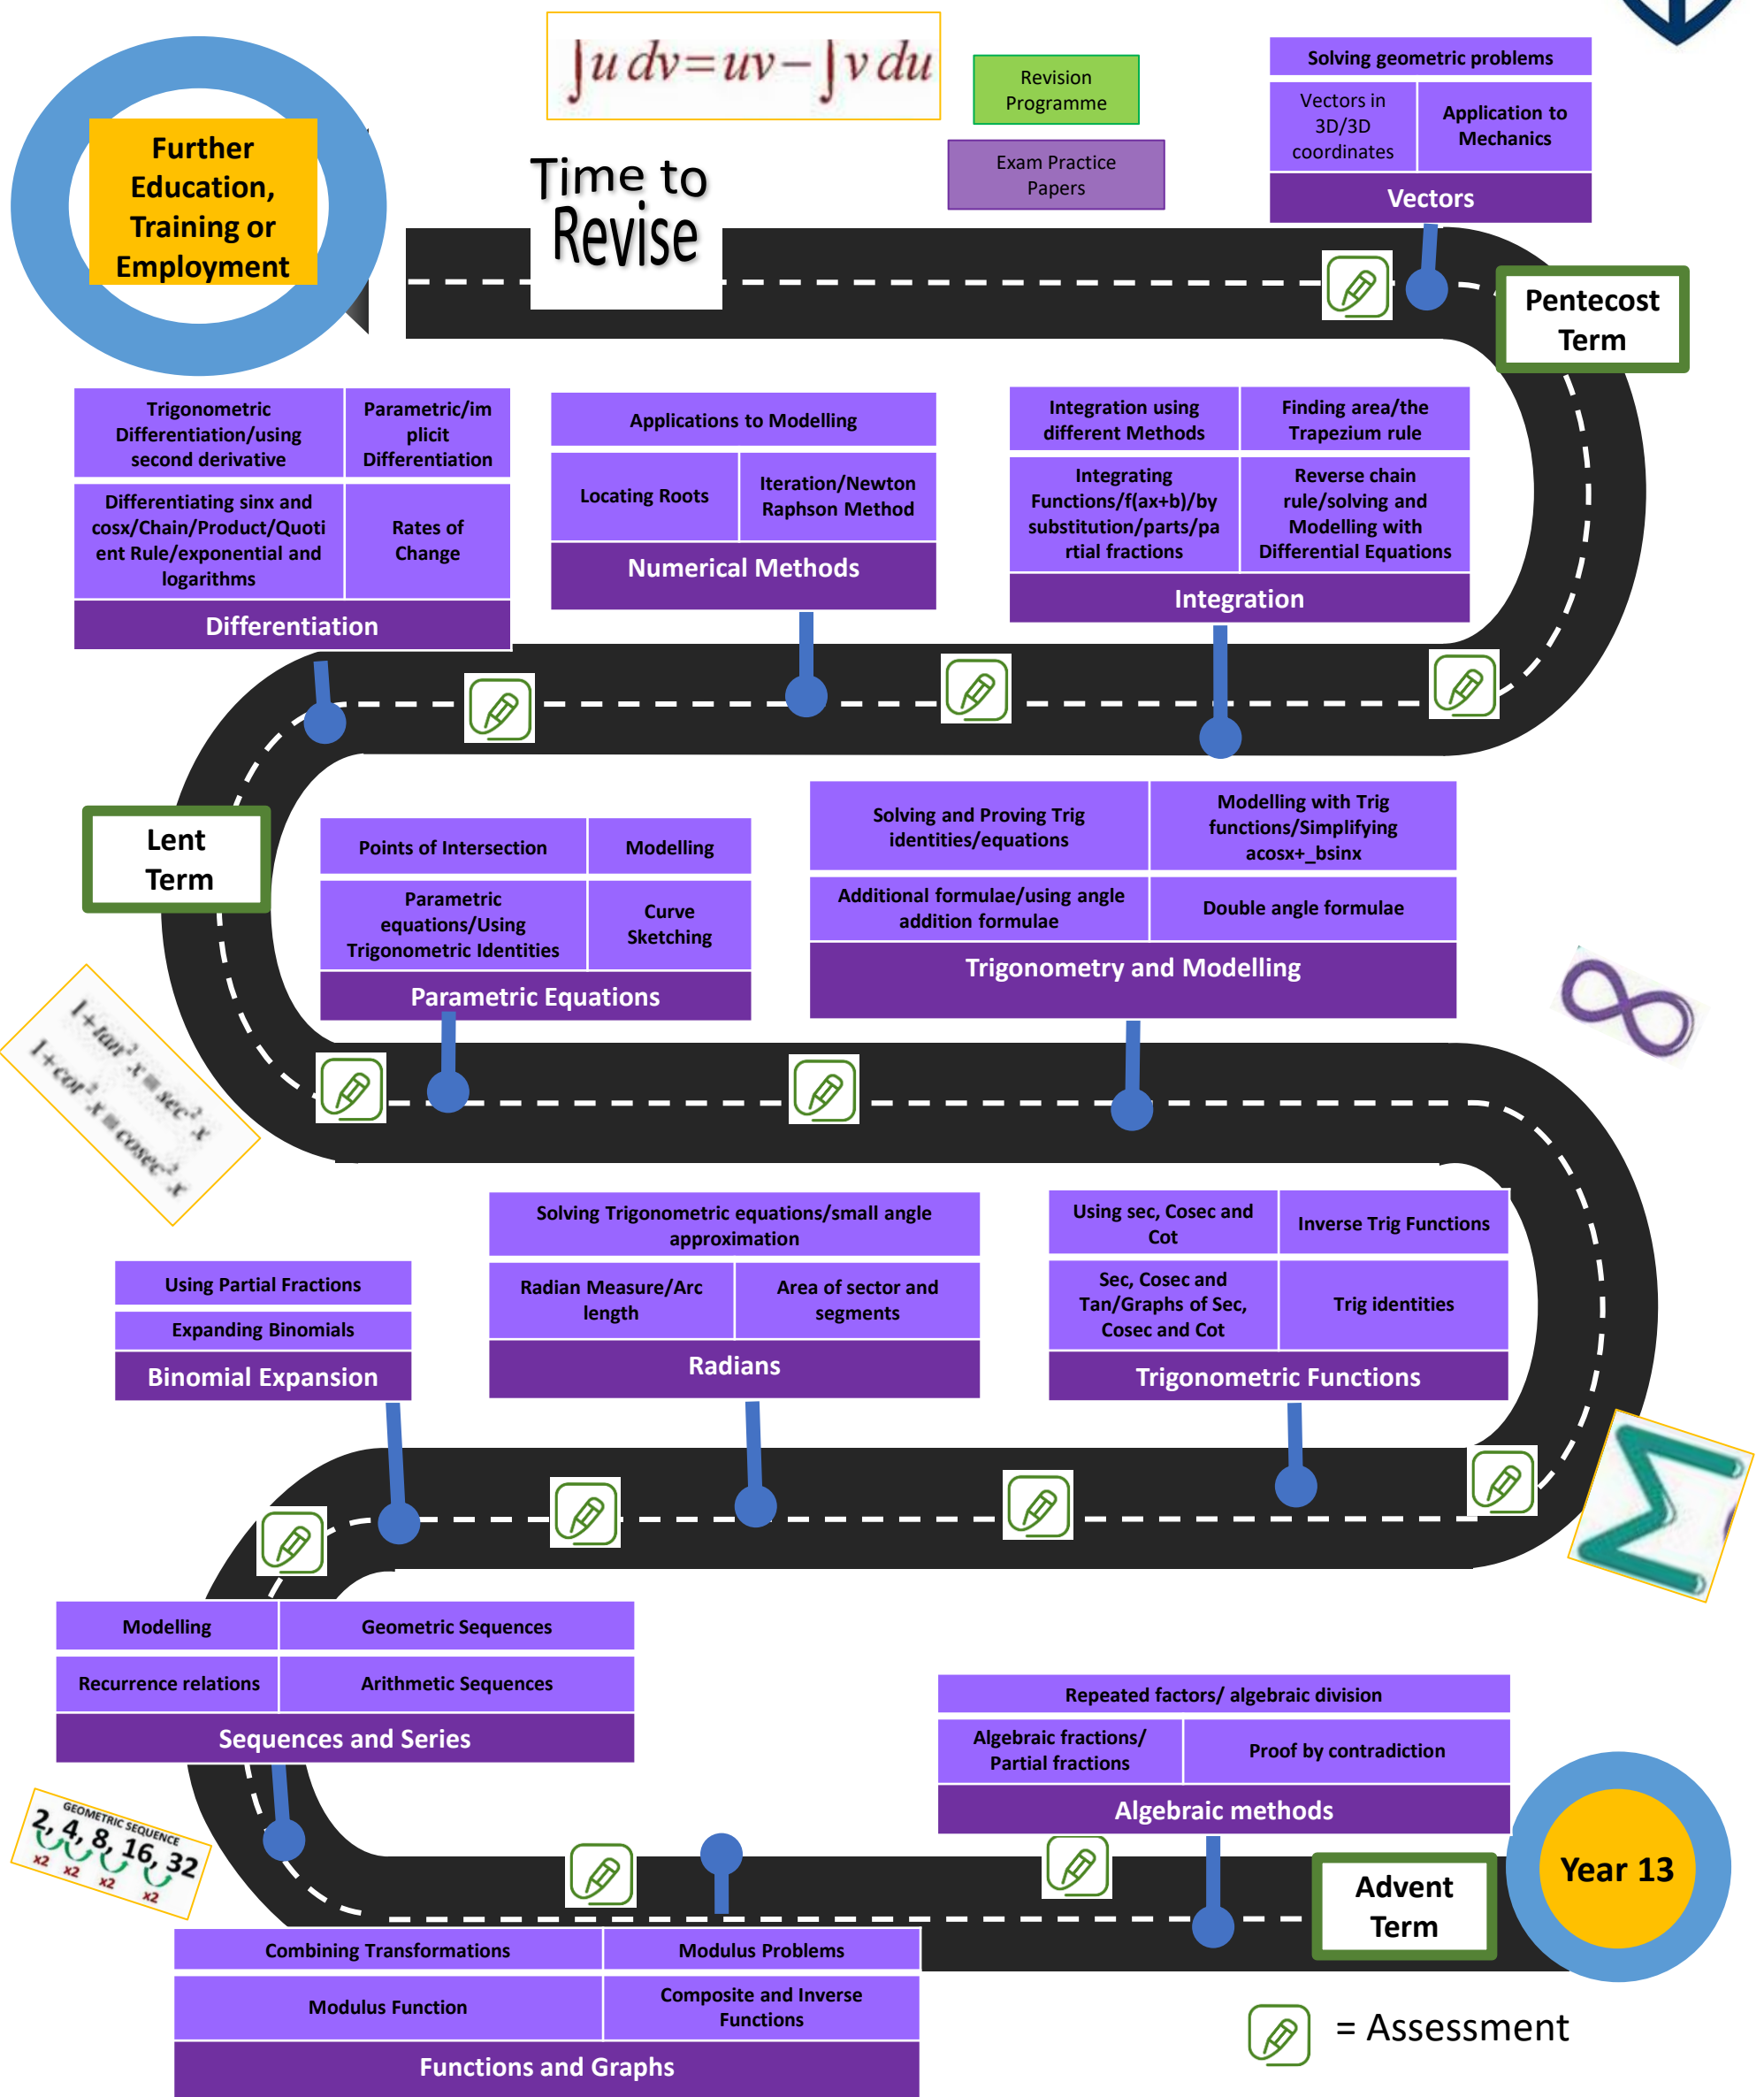 ∫u dv=uv−∫v du
Revision
Programme
Exam Practice
Papers
Solving geometric problems
Vectors in
3D/3D
coordinates
Application to
Mechanics
Vectors
Further
Education,
Training or
Employment
Time to
Revise
Pentecost
Term
Trigonometric
Differentiation/using
second derivative
Parametric/im
plicit
Differentiation
Differentiating sinx and
cosx/Chain/Product/Quoti
ent Rule/exponential and
logarithms
Rates of
Change
Differentiation
Applications to Modelling
Locating Roots
Iteration/Newton
Raphson Method
Numerical Methods
Integration using
different Methods
Finding area/the
Trapezium rule
Integrating
Functions/f(ax+b)/by
substitution/parts/pa
rtial fractions
Reverse chain
rule/solving and
Modelling with
Differential Equations
Integration
Lent
Term
Points of Intersection
Modelling
Parametric
equations/Using
Trigonometric Identities
Curve
Sketching
Parametric Equations
Solving and Proving Trig
identities/equations
Modelling with Trig
functions/Simplifying
acosx+_bsinx
Additional formulae/using angle
addition formulae
Double angle formulae
Trigonometry and Modelling
1+tan² x ≡ sec² x
1+cot² x ≡ cosec² x
Using Partial Fractions
Expanding Binomials
Binomial Expansion
Solving Trigonometric equations/small angle
approximation
Radian Measure/Arc
length
Area of sector and
segments
Radians
Using sec, Cosec and
Cot
Inverse Trig Functions
Sec, Cosec and
Tan/Graphs of Sec,
Cosec and Cot
Trig identities
Trigonometric Functions
Σ
Modelling
Geometric Sequences
Recurrence relations
Arithmetic Sequences
Sequences and Series
GEOMETRIC SEQUENCE
2, 4, 8, 16, 32
x2 x2 x2 x2
Repeated factors/ algebraic division
Algebraic fractions/
Partial fractions
Proof by contradiction
Algebraic methods
Year 13
Advent
Term
Combining Transformations
Modulus Problems
Modulus Function
Composite and Inverse
Functions
Functions and Graphs
= Assessment